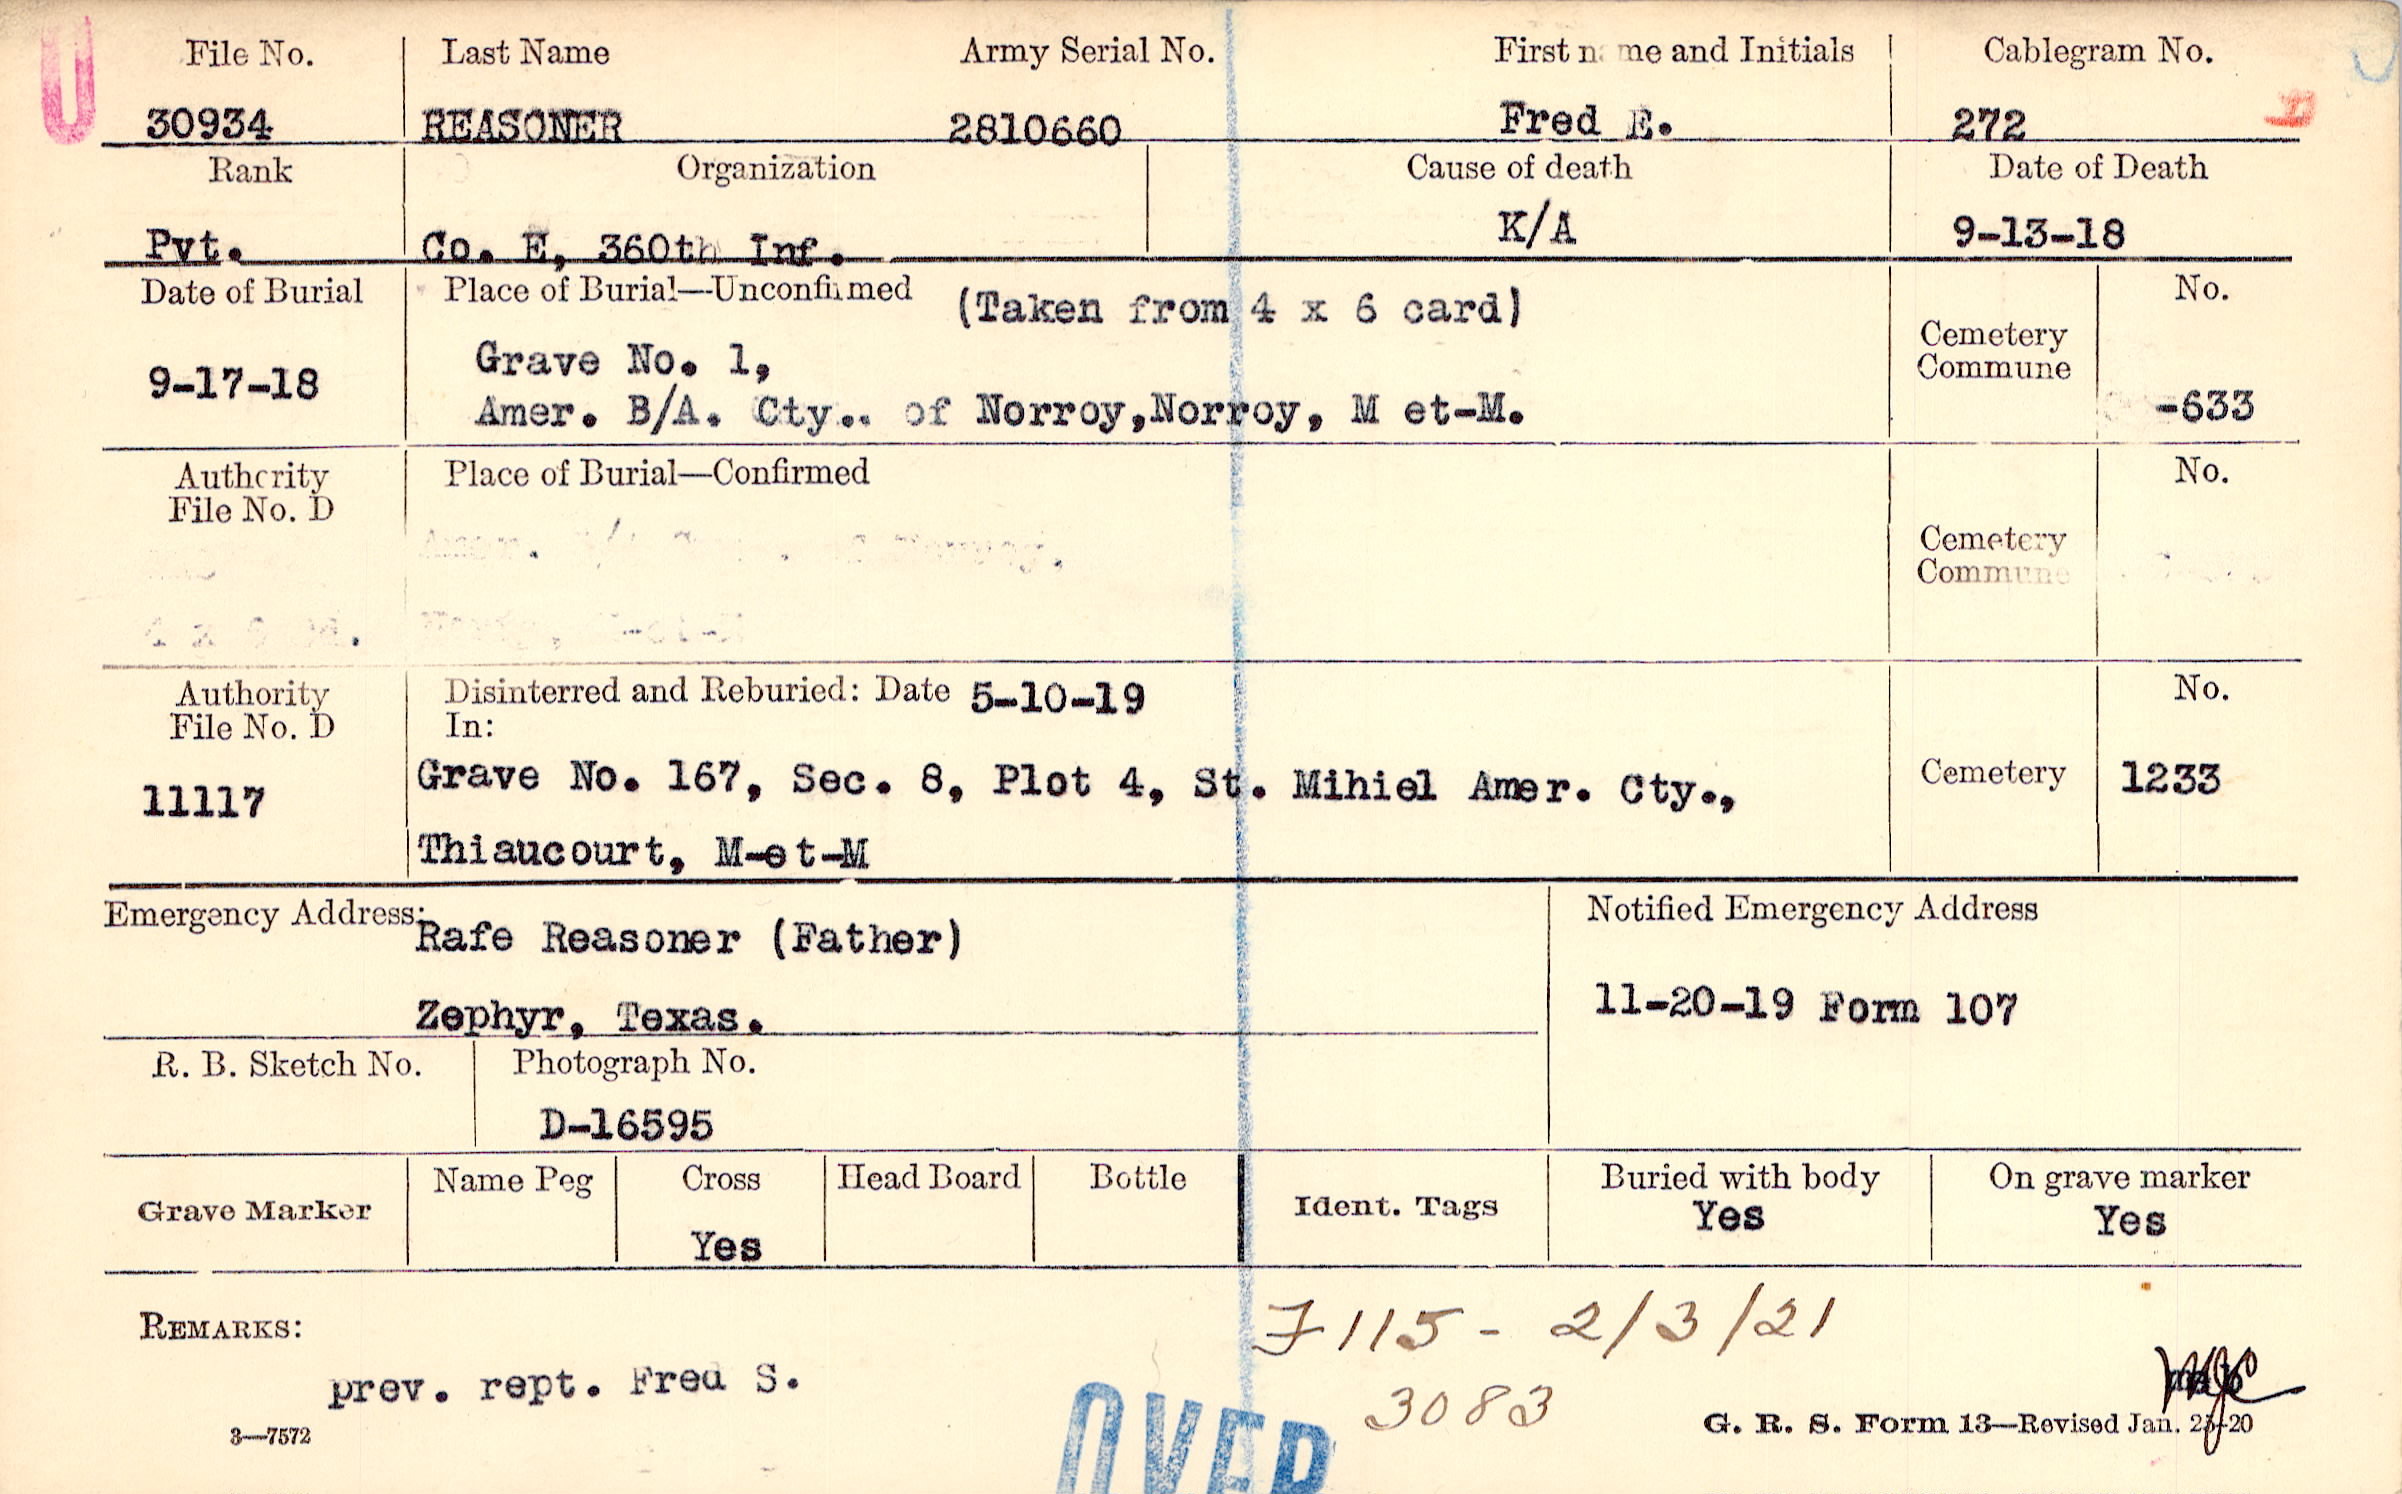 File No. Last Name Army Serial No. First name and Initials Cablegram No.
30934 REASONER 2810660 Fred E. 272
Rank Organization Cause of death Date of Death
Pvt. Co. E, 360th Inf. K/A 9-13-18
Date of Burial Place of Burial—Unconfirmed (Taken from 4 x 6 card) No.
Cemetery
Commune
9-17-18 Grave No. 1,
Amer. B/A. Cty.. of Norroy,Norroy, M et-M. -633
Authority Place of Burial—Confirmed No.
File No. D
Cemetery
Commune
Authority Disinterred and Reburied: Date 5-10-19 No.
File No. D In:
11117 Grave No. 167, Sec. 8, Plot 4, St. Mihiel Amer. Cty., Cemetery 1233
Thiaucourt, M-et-M
Emergency Address: Rafe Reasoner (Father) Notified Emergency Address
Zephyr, Texas. 11-20-19 Form 107
R. B. Sketch No. Photograph No.
D-16595
Grave Marker Name Peg Cross Head Board Bottle Ident. Tags Buried with body On grave marker
Yes Yes Yes
REMARKS: F115 - 2/3/21
prev. rept. Fred S. 3083
3—7572 OVER G. R. S. Form 13—Revised Jan. 25-20